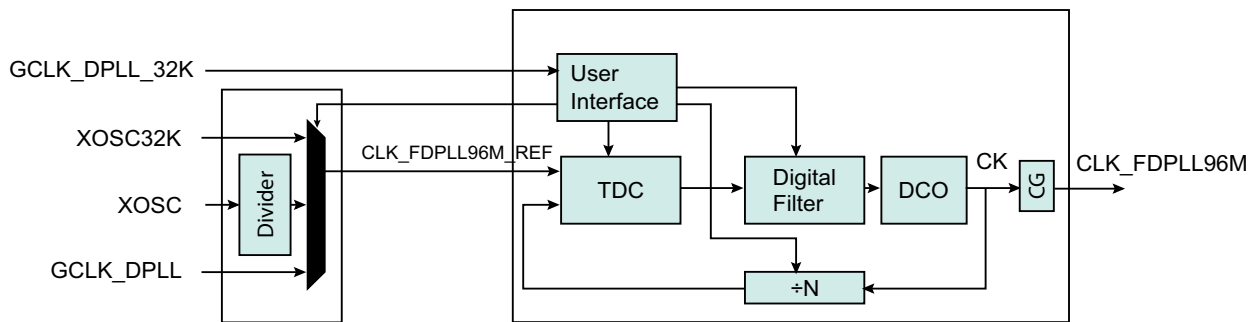 GCLK_DPLL_32K
User
Interface
XOSC32K
CLK_FDPLL96M_REF
CK
CLK_FDPLL96M
TDC
Digital
Filter
DCO
CG
XOSC
Divider
GCLK_DPLL
÷N